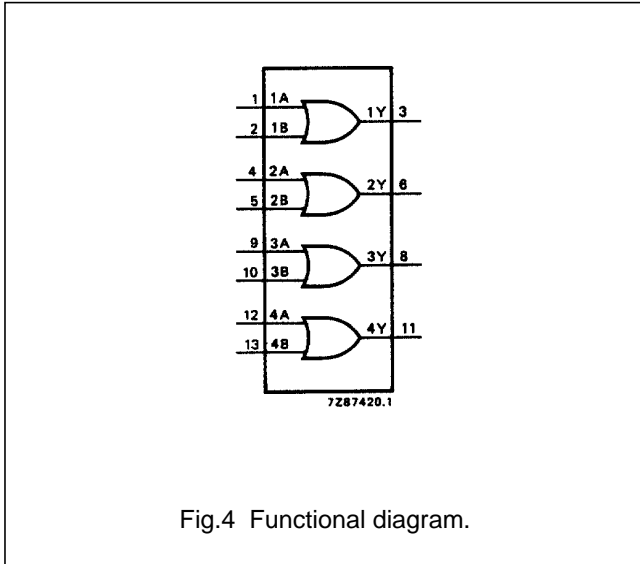 1 1A 1Y 3
2 1B
4 2A 2Y 6
5 2B
9 3A 3Y 8
10 3B
12 4A 4Y 11
13 4B
7Z87420.1
Fig.4 Functional diagram.